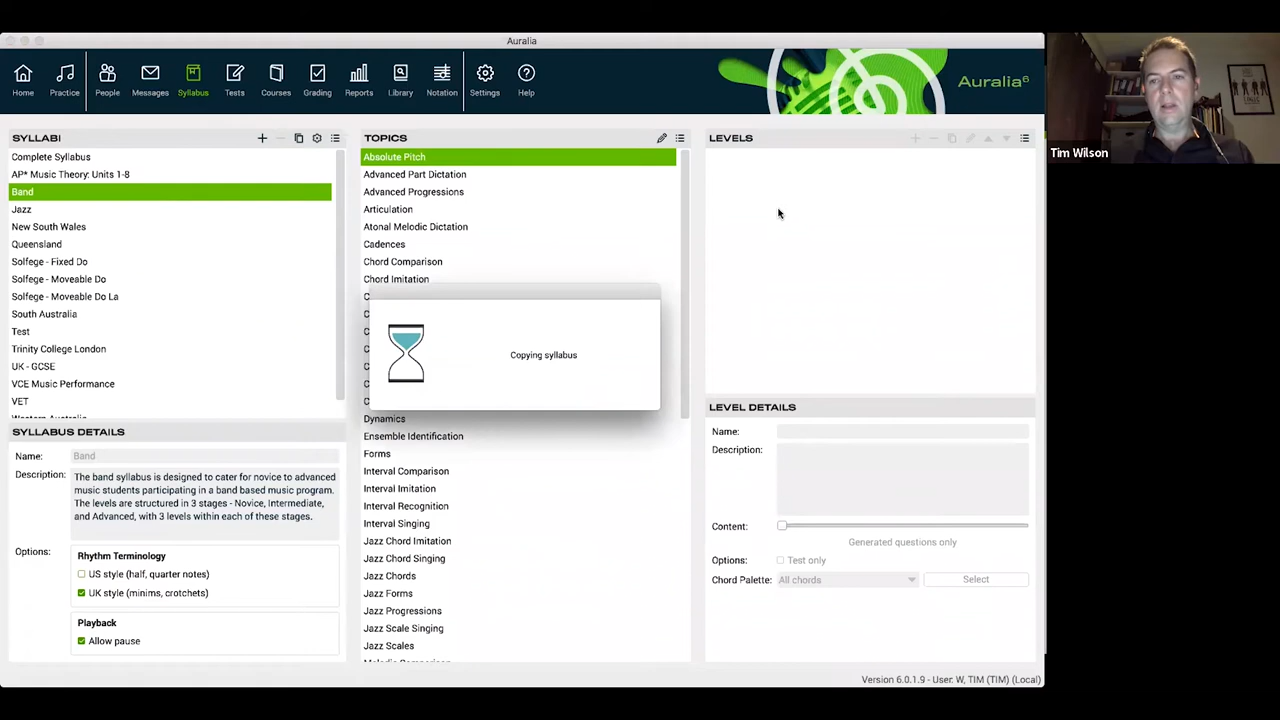 Auralia
Home
Practice
People
Messages
Syllabus
Tests
Courses
Grading
Reports
Library
Notation
Settings
Help
Auralia6
Tim Wilson
SYLLABI
Complete Syllabus
AP* Music Theory: Units 1-8
Band
Jazz
New South Wales
Queensland
Solfege - Fixed Do
Solfege - Moveable Do
Solfege - Moveable Do La
South Australia
Test
Trinity College London
UK - GCSE
VCE Music Performance
VET
Western Australia
SYLLABUS DETAILS
Name: Band
Description: The band syllabus is designed to cater for novice to advanced
music students participating in a band based music program.
The levels are structured in 3 stages - Novice, Intermediate,
and Advanced, with 3 levels within each of these stages.
Options:
Rhythm Terminology
US style (half, quarter notes)
UK style (minims, crotchets)
Playback
Allow pause
TOPICS
Absolute Pitch
Advanced Part Dictation
Advanced Progressions
Articulation
Atonal Melodic Dictation
Cadences
Chord Comparison
Chord Imitation
Copying syllabus
Dynamics
Ensemble Identification
Forms
Interval Comparison
Interval Imitation
Interval Recognition
Interval Singing
Jazz Chord Imitation
Jazz Chord Singing
Jazz Chords
Jazz Forms
Jazz Progressions
Jazz Scale Singing
Jazz Scales
Melodic Comparison
LEVELS
LEVEL DETAILS
Name:
Description:
Content:
Generated questions only
Options: Test only
Chord Palette: All chords
Select
Version 6.0.1.9 - User: W, TIM (TIM) (Local)